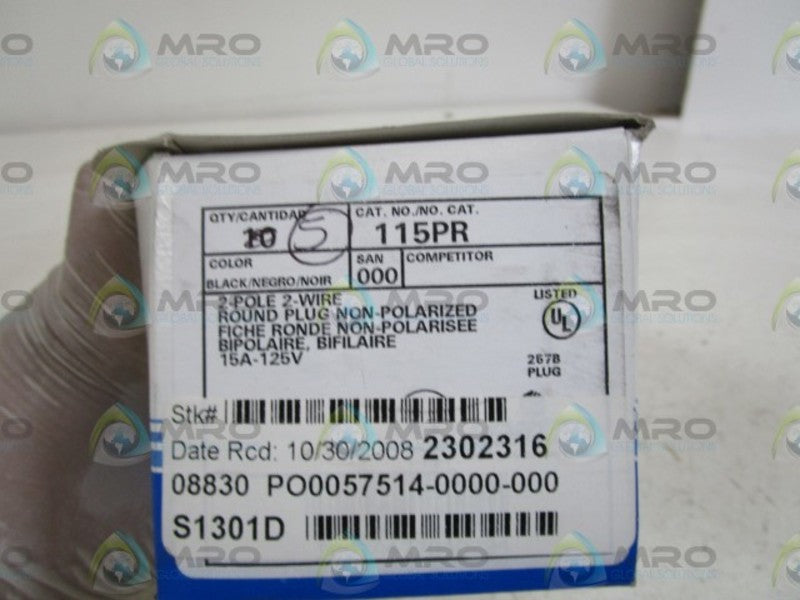 QTY/CANTIDAD
10 5
CAT. NO./NO. CAT.
115PR
COLOR
BLACK/NEGRO/NOIR
SAN
000
COMPETITOR
2-POLE 2-WIRE
ROUND PLUG NON-POLARIZED
FICHE RONDE NON-POLARISEE
BIPOLAIRE, BIFILAIRE
15A-125V
LISTED
UL
267B
PLUG
Stk#
Date Rcd: 10/30/2008 2302316
08830 PO0057514-0000-000
S1301D
MRO
GLOBAL SOLUTIONS